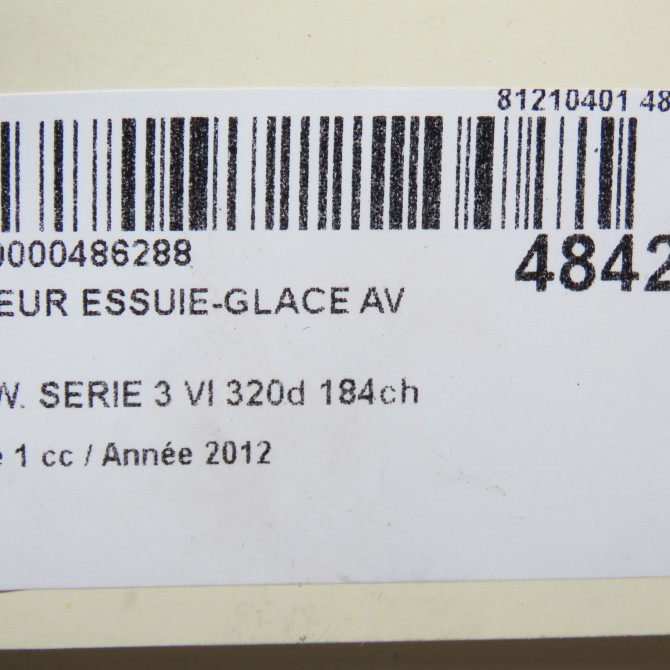 81210401 48
0000486288
4842
EUR ESSUIE-GLACE AV
W. SERIE 3 VI 320d 184ch
e 1 cc / Année 2012